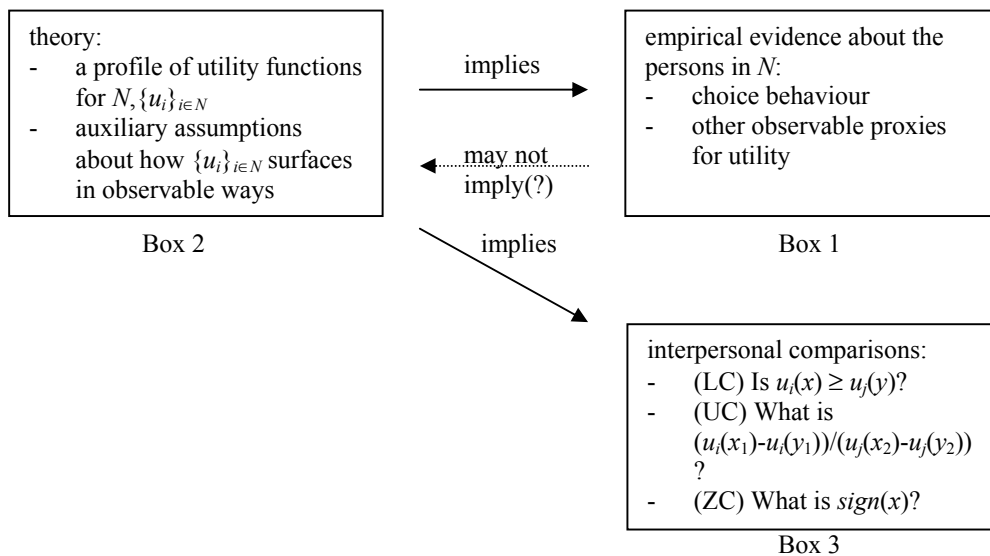 theory:
- a profile of utility functions
for N, {uᵢ}ᵢ∈N
- auxiliary assumptions
about how {uᵢ}ᵢ∈N surfaces
in observable ways
Box 2
implies
may not
imply(?)
implies
empirical evidence about the
persons in N:
- choice behaviour
- other observable proxies
for utility
Box 1
interpersonal comparisons:
- (LC) Is uᵢ(x) ≥ uⱼ(y)?
- (UC) What is
(uᵢ(x₁)-uᵢ(y₁))/(uⱼ(x₂)-uⱼ(y₂))
?
- (ZC) What is sign(x)?
Box 3